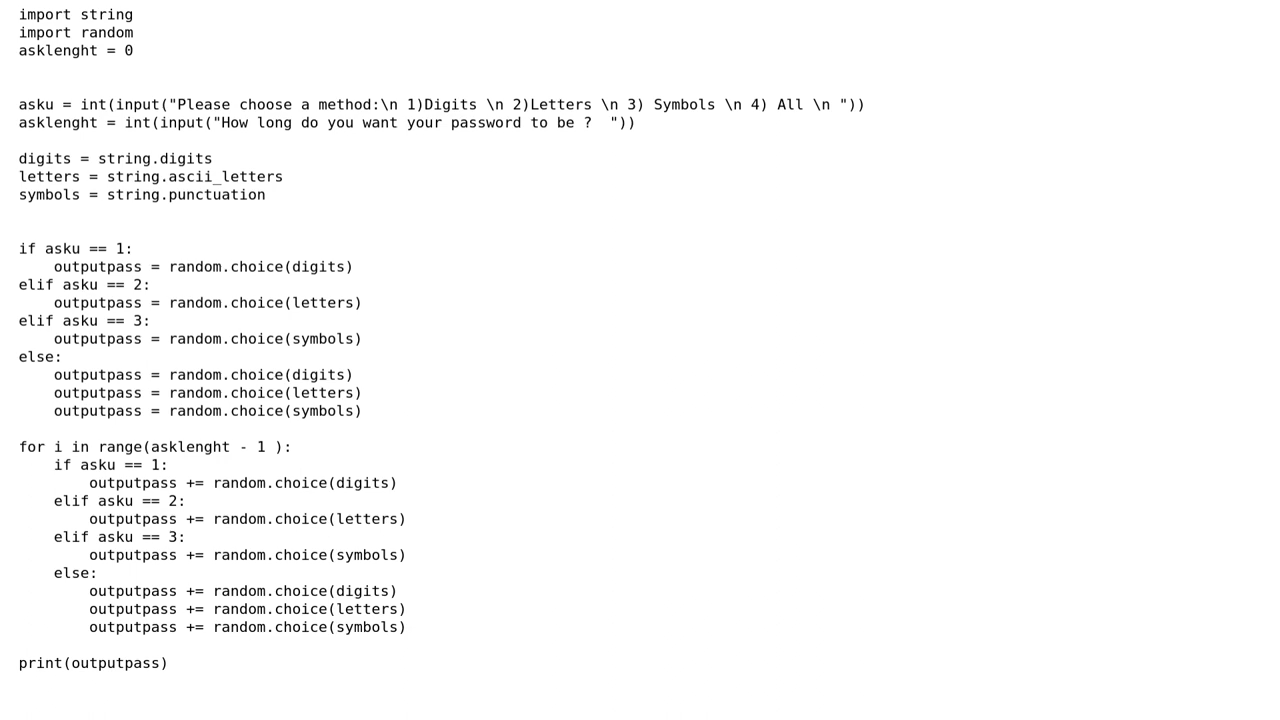 import string
import random
asklenght = 0
asku = int(input("Please choose a method:\n 1)Digits \n 2)Letters \n 3) Symbols \n 4) All \n "))
asklenght = int(input("How long do you want your password to be ?  "))
digits = string.digits
letters = string.ascii_letters
symbols = string.punctuation
if asku == 1:
    outputpass = random.choice(digits)
elif asku == 2:
    outputpass = random.choice(letters)
elif asku == 3:
    outputpass = random.choice(symbols)
else:
    outputpass = random.choice(digits)
    outputpass = random.choice(letters)
    outputpass = random.choice(symbols)
for i in range(asklenght - 1 ):
    if asku == 1:
        outputpass += random.choice(digits)
    elif asku == 2:
        outputpass += random.choice(letters)
    elif asku == 3:
        outputpass += random.choice(symbols)
    else:
        outputpass += random.choice(digits)
        outputpass += random.choice(letters)
        outputpass += random.choice(symbols)
print(outputpass)